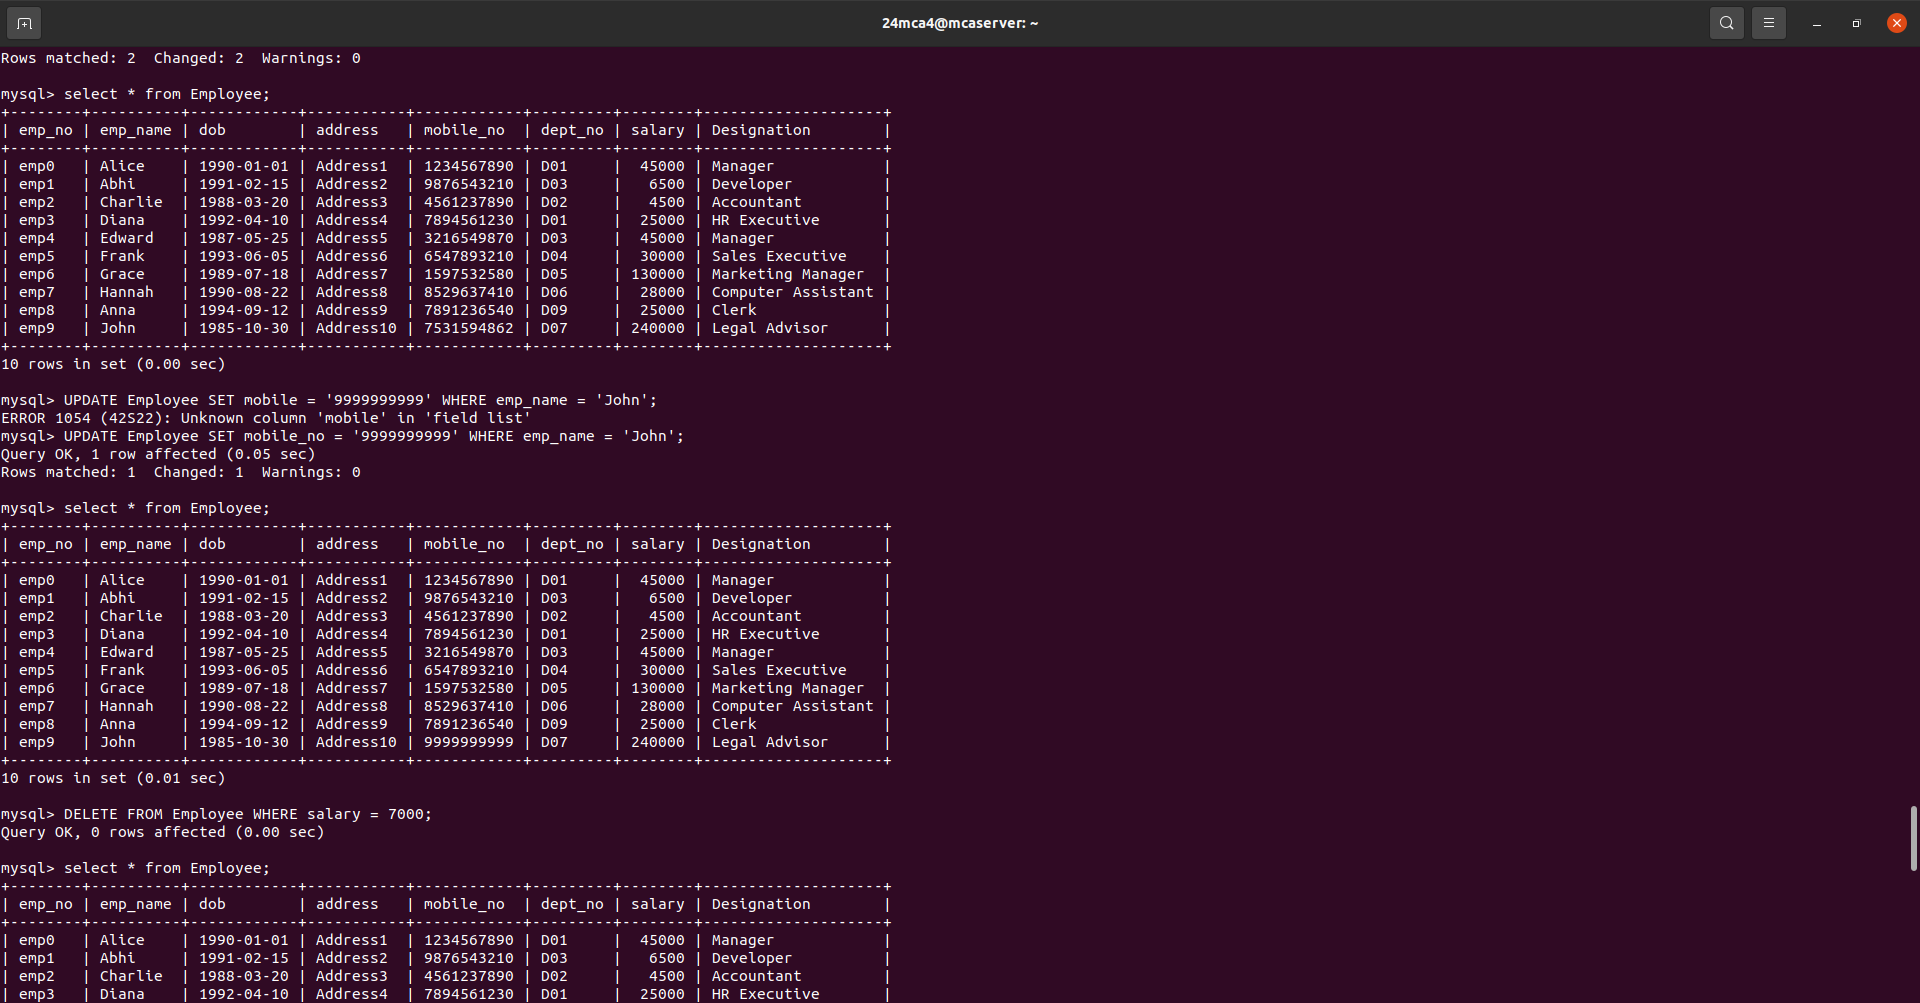 24mca4@mcaserver: ~
Rows matched: 2  Changed: 2  Warnings: 0

mysql> select * from Employee;
+--------+----------+------------+-----------+------------+---------+--------+--------------------+
| emp_no | emp_name | dob        | address   | mobile_no  | dept_no | salary | Designation        |
+--------+----------+------------+-----------+------------+---------+--------+--------------------+
| emp0   | Alice    | 1990-01-01 | Address1  | 1234567890 | D01     |  45000 | Manager            |
| emp1   | Abhi     | 1991-02-15 | Address2  | 9876543210 | D03     |   6500 | Developer          |
| emp2   | Charlie  | 1988-03-20 | Address3  | 4561237890 | D02     |   4500 | Accountant         |
| emp3   | Diana    | 1992-04-10 | Address4  | 7894561230 | D01     |  25000 | HR Executive       |
| emp4   | Edward   | 1987-05-25 | Address5  | 3216549870 | D03     |  45000 | Manager            |
| emp5   | Frank    | 1993-06-05 | Address6  | 6547893210 | D04     |  30000 | Sales Executive    |
| emp6   | Grace    | 1989-07-18 | Address7  | 1597532580 | D05     | 130000 | Marketing Manager  |
| emp7   | Hannah   | 1990-08-22 | Address8  | 8529637410 | D06     |  28000 | Computer Assistant |
| emp8   | Anna     | 1994-09-12 | Address9  | 7891236540 | D09     |  25000 | Clerk              |
| emp9   | John     | 1985-10-30 | Address10 | 7531594862 | D07     | 240000 | Legal Advisor      |
+--------+----------+------------+-----------+------------+---------+--------+--------------------+
10 rows in set (0.00 sec)

mysql> UPDATE Employee SET mobile = '9999999999' WHERE emp_name = 'John';
ERROR 1054 (42S22): Unknown column 'mobile' in 'field list'
mysql> UPDATE Employee SET mobile_no = '9999999999' WHERE emp_name = 'John';
Query OK, 1 row affected (0.05 sec)
Rows matched: 1  Changed: 1  Warnings: 0

mysql> select * from Employee;
+--------+----------+------------+-----------+------------+---------+--------+--------------------+
| emp_no | emp_name | dob        | address   | mobile_no  | dept_no | salary | Designation        |
+--------+----------+------------+-----------+------------+---------+--------+--------------------+
| emp0   | Alice    | 1990-01-01 | Address1  | 1234567890 | D01     |  45000 | Manager            |
| emp1   | Abhi     | 1991-02-15 | Address2  | 9876543210 | D03     |   6500 | Developer          |
| emp2   | Charlie  | 1988-03-20 | Address3  | 4561237890 | D02     |   4500 | Accountant         |
| emp3   | Diana    | 1992-04-10 | Address4  | 7894561230 | D01     |  25000 | HR Executive       |
| emp4   | Edward   | 1987-05-25 | Address5  | 3216549870 | D03     |  45000 | Manager            |
| emp5   | Frank    | 1993-06-05 | Address6  | 6547893210 | D04     |  30000 | Sales Executive    |
| emp6   | Grace    | 1989-07-18 | Address7  | 1597532580 | D05     | 130000 | Marketing Manager  |
| emp7   | Hannah   | 1990-08-22 | Address8  | 8529637410 | D06     |  28000 | Computer Assistant |
| emp8   | Anna     | 1994-09-12 | Address9  | 7891236540 | D09     |  25000 | Clerk              |
| emp9   | John     | 1985-10-30 | Address10 | 9999999999 | D07     | 240000 | Legal Advisor      |
+--------+----------+------------+-----------+------------+---------+--------+--------------------+
10 rows in set (0.01 sec)

mysql> DELETE FROM Employee WHERE salary = 7000;
Query OK, 0 rows affected (0.00 sec)

mysql> select * from Employee;
+--------+----------+------------+-----------+------------+---------+--------+--------------------+
| emp_no | emp_name | dob        | address   | mobile_no  | dept_no | salary | Designation        |
+--------+----------+------------+-----------+------------+---------+--------+--------------------+
| emp0   | Alice    | 1990-01-01 | Address1  | 1234567890 | D01     |  45000 | Manager            |
| emp1   | Abhi     | 1991-02-15 | Address2  | 9876543210 | D03     |   6500 | Developer          |
| emp2   | Charlie  | 1988-03-20 | Address3  | 4561237890 | D02     |   4500 | Accountant         |
| emp3   | Diana    | 1992-04-10 | Address4  | 7894561230 | D01     |  25000 | HR Executive       |